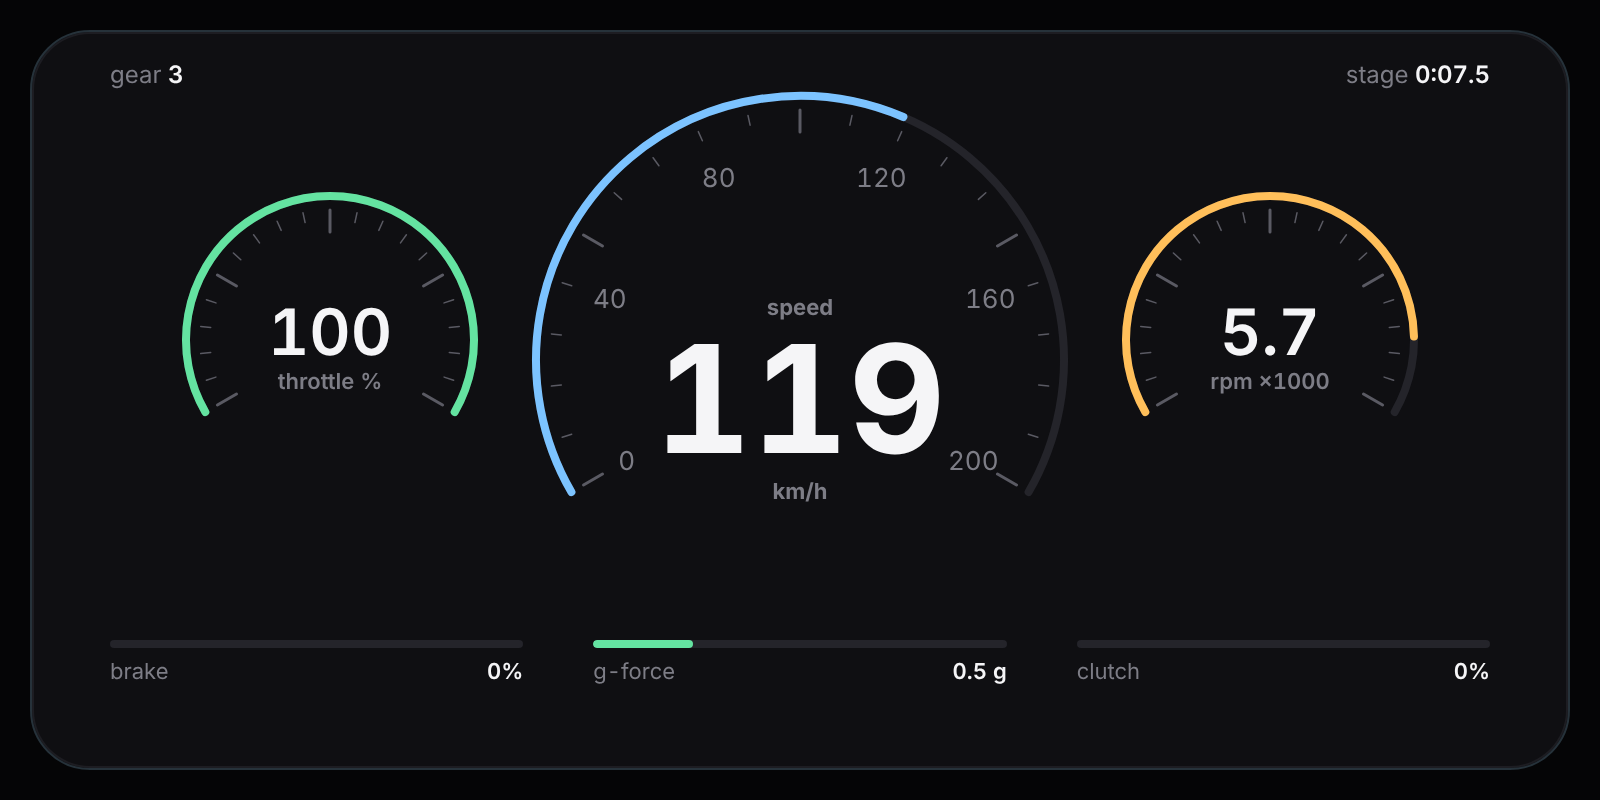 gear 3
stage 0:07.5
80
120
40
160
speed
100
throttle %
119
5.7
rpm ×1000
0
200
km/h
brake
0%
g-force
0.5 g
clutch
0%